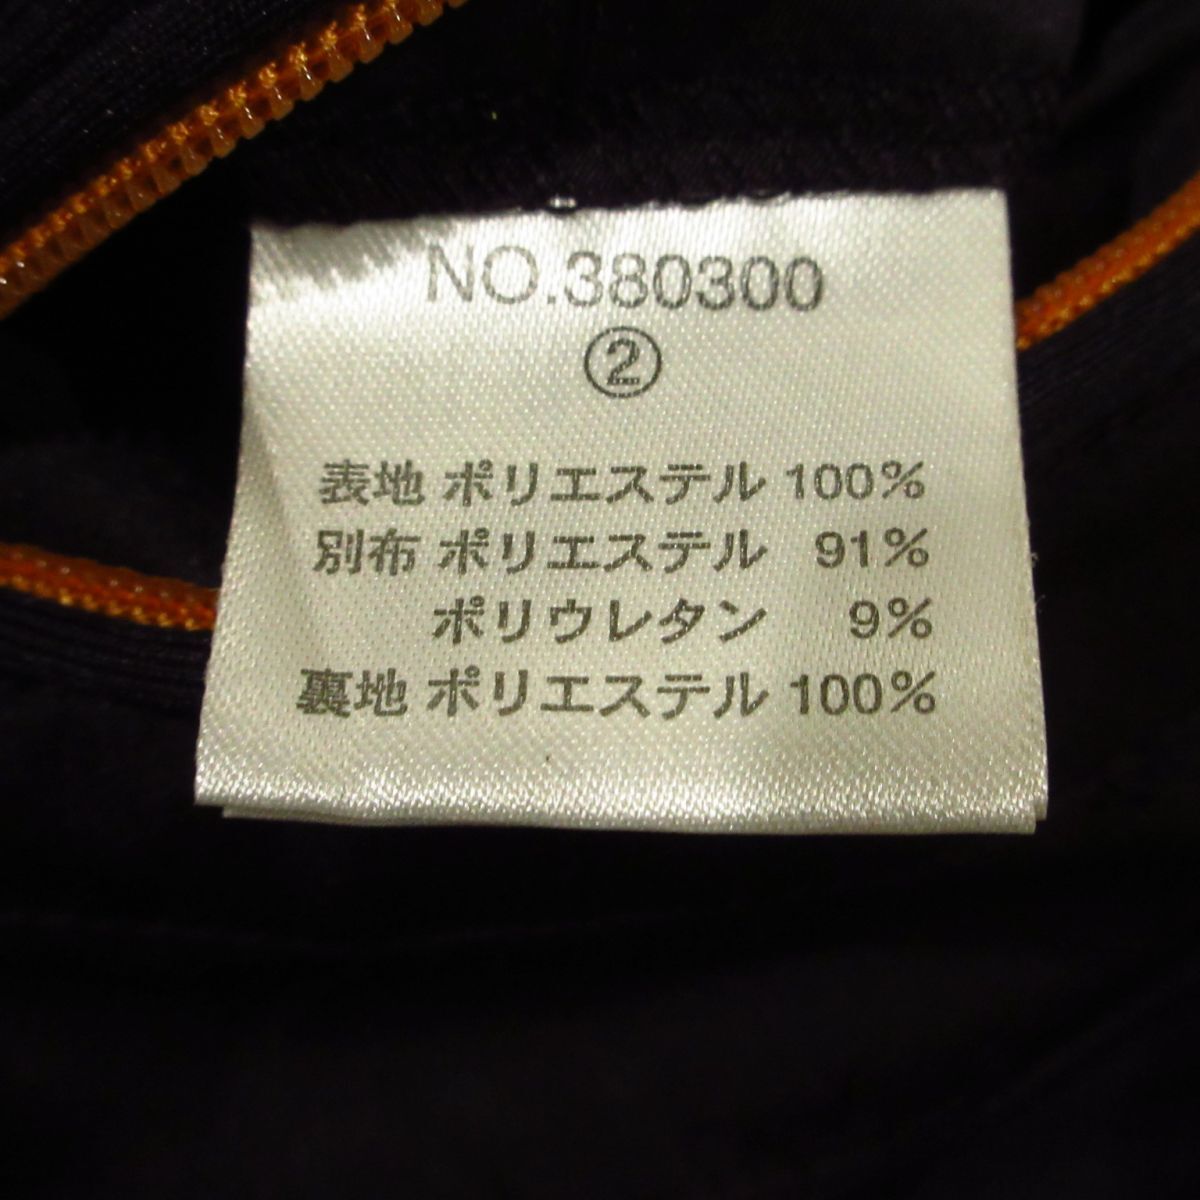 NO.380300
②
表地 ポリエステル 100%
別布 ポリエステル 91%
ポリウレタン 9%
裏地 ポリエステル 100%